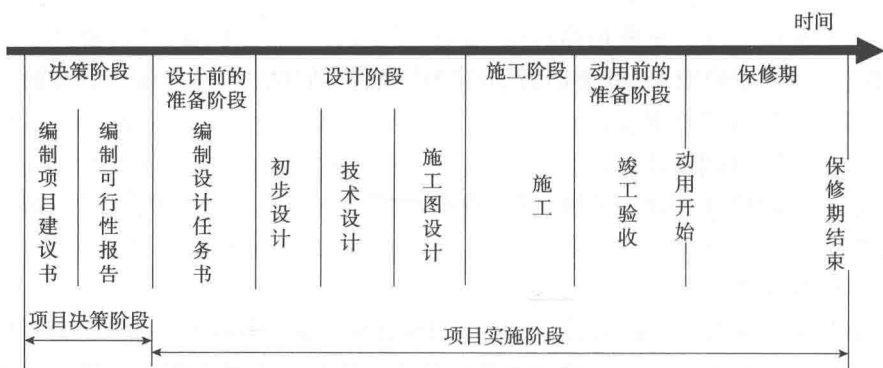 时间
决策阶段
设计前的
准备阶段
设计阶段
施工阶段
动用前的
准备阶段
保修期
编制项目建议书
编制可行性报告
编制设计任务书
初步设计
技术设计
施工图设计
施工
竣工验收
动用开始
保修期结束
项目决策阶段
项目实施阶段